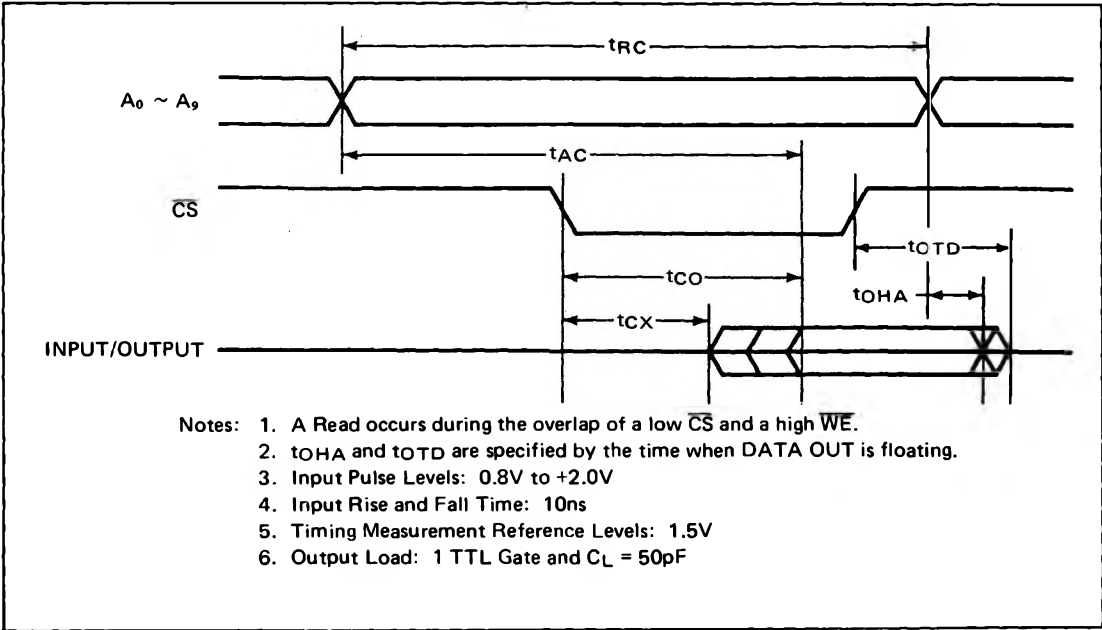 tRC
A0 ~ A9
tAC
CS
tOTD
tCO
tOHA
tCX
INPUT/OUTPUT
Notes: 1. A Read occurs during the overlap of a low CS and a high WE.
2. tOHA and tOTD are specified by the time when DATA OUT is floating.
3. Input Pulse Levels: 0.8V to +2.0V
4. Input Rise and Fall Time: 10ns
5. Timing Measurement Reference Levels: 1.5V
6. Output Load: 1 TTL Gate and CL = 50pF